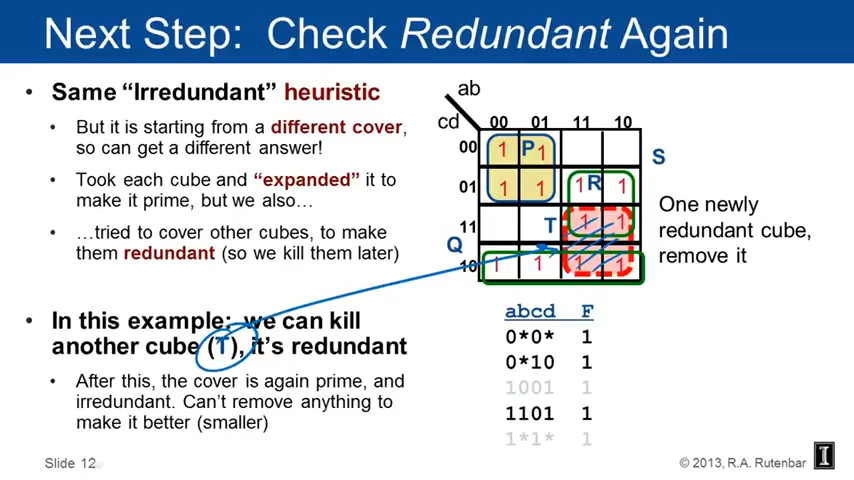 Next Step: Check Redundant Again
• Same “Irredundant” heuristic
• But it is starting from a different cover,
so can get a different answer!
• Took each cube and “expanded” it to
make it prime, but we also…
• …tried to cover other cubes, to make
them redundant (so we kill them later)
• In this example: we can kill
another cube (T), it’s redundant
• After this, the cover is again prime, and
irredundant. Can’t remove anything to
make it better (smaller)
ab
cd 00 01 11 10
00 1 P 1
S
01 1 1 1 R 1
11 T 1 1
Q
10 1 1 1 1
One newly
redundant cube,
remove it
abcd F
0*0* 1
0*10 1
1001 1
1101 1
1*1* 1
Slide 12
© 2013, R.A. Rutenbar
I